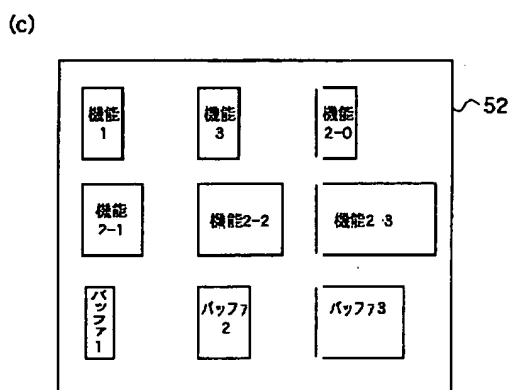 (c)
52
機能
1
機能
3
機能
2-0
機能
2-1
機能2-2
機能2-3
バッファ1
バッファ
2
バッファ3